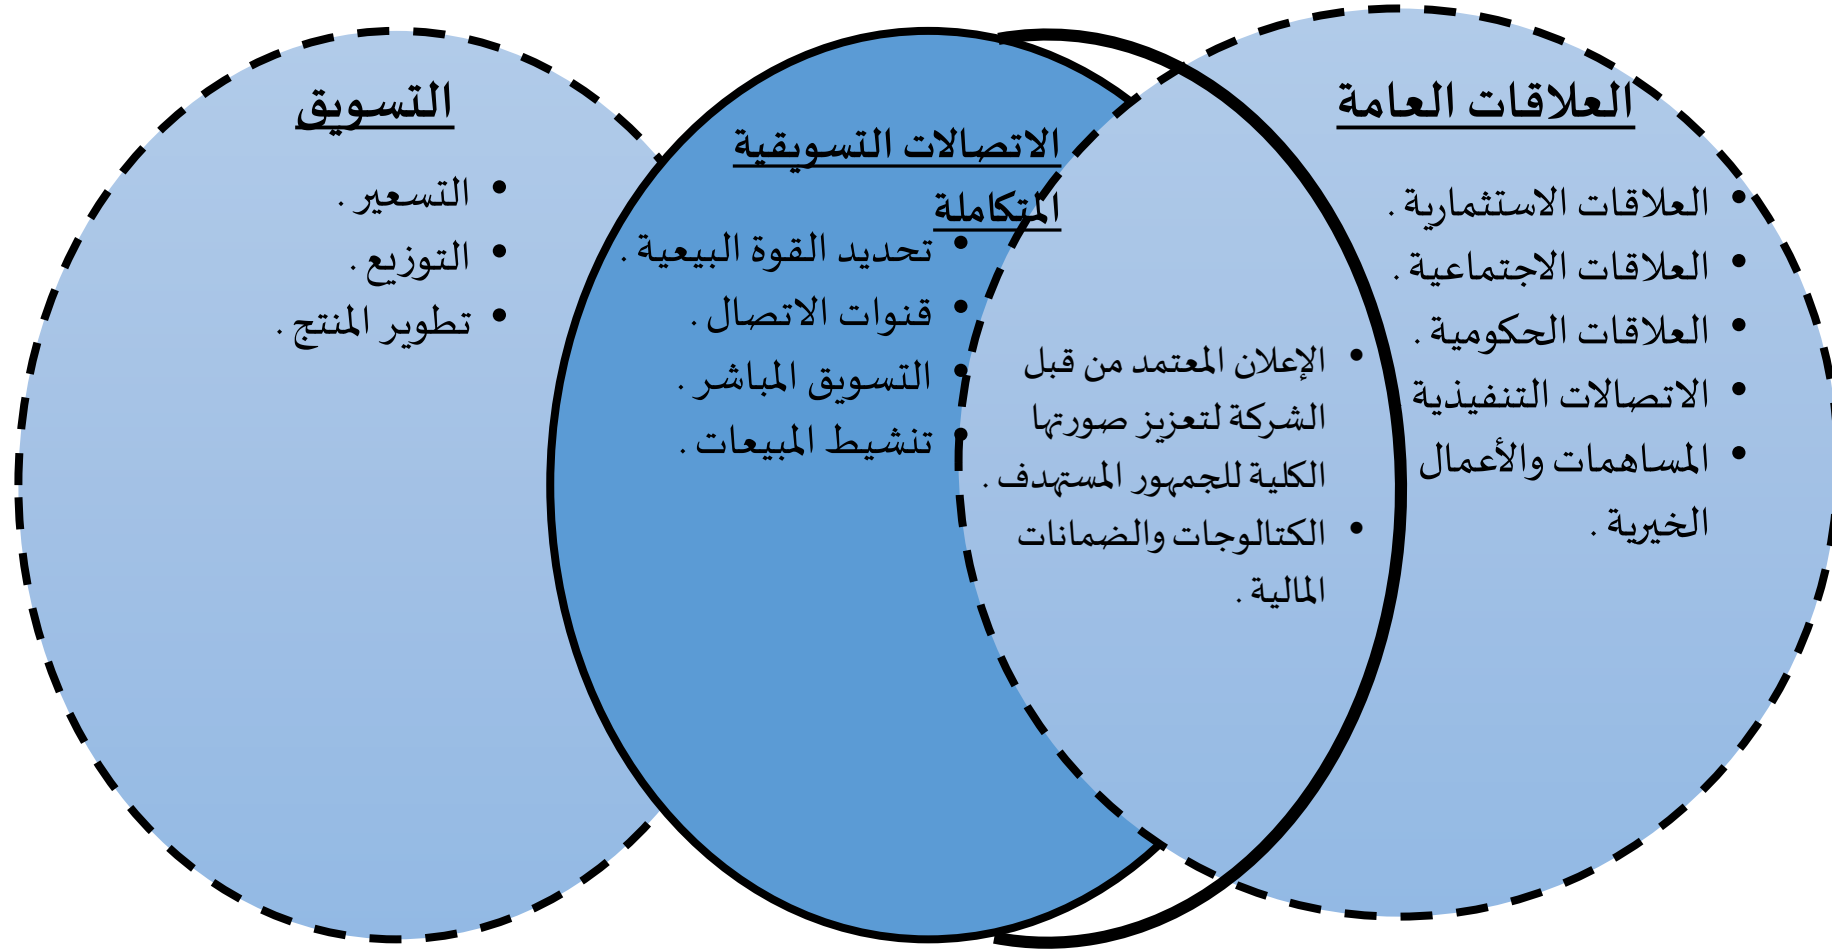 العلاقات العامة
• العلاقات الاستثمارية .
• العلاقات الاجتماعية .
• العلاقات الحكومية .
• الاتصالات التنفيذية
• المساهمات والأعمال
الخيرية .
• الإعلان المعتمد من قبل
الشركة لتعزيز صورتها
الكلية للجمهور المستهدف .
• الكتالوجات والضمانات
المالية .
الاتصالات التسويقية
المتكاملة
• تحديد القوة البيعية .
• قنوات الاتصال .
• التسويق المباشر .
• تنشيط المبيعات .
التسويق
• التسعير .
• التوزيع .
• تطوير المنتج .